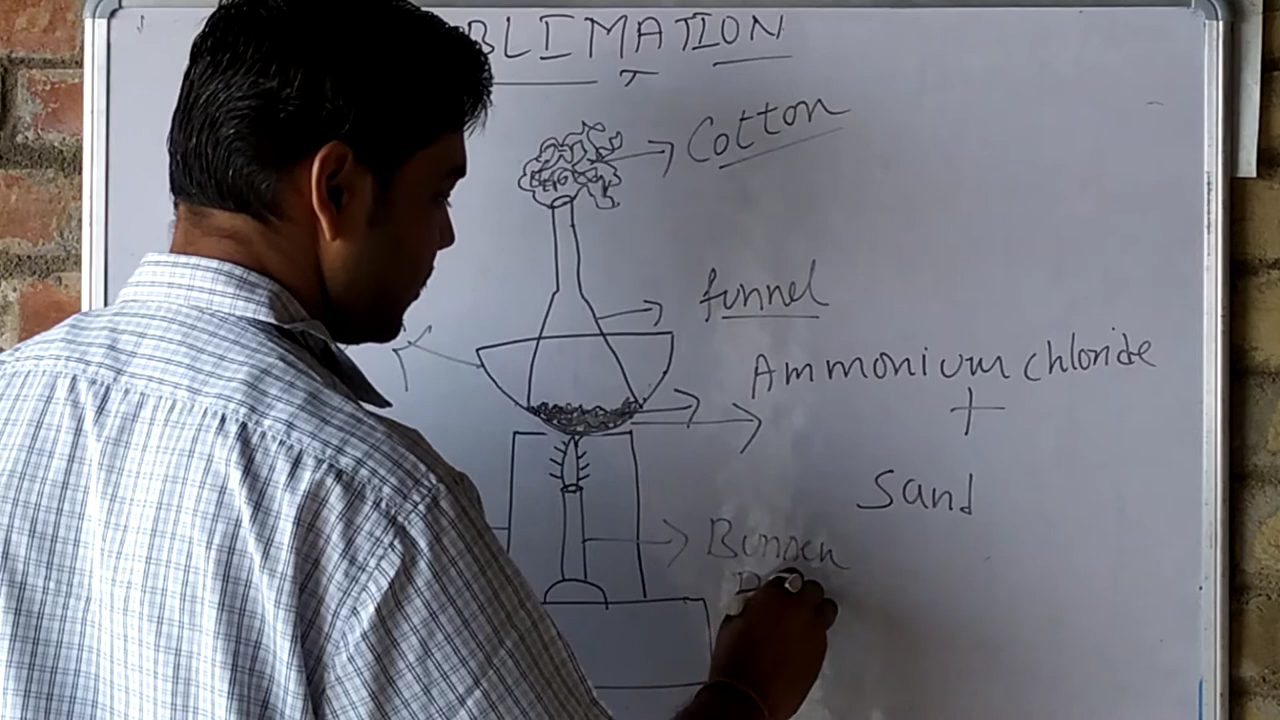 BLIMATION
Cotton
funnel
Ammonium chloride
+
Sand
Bunsen